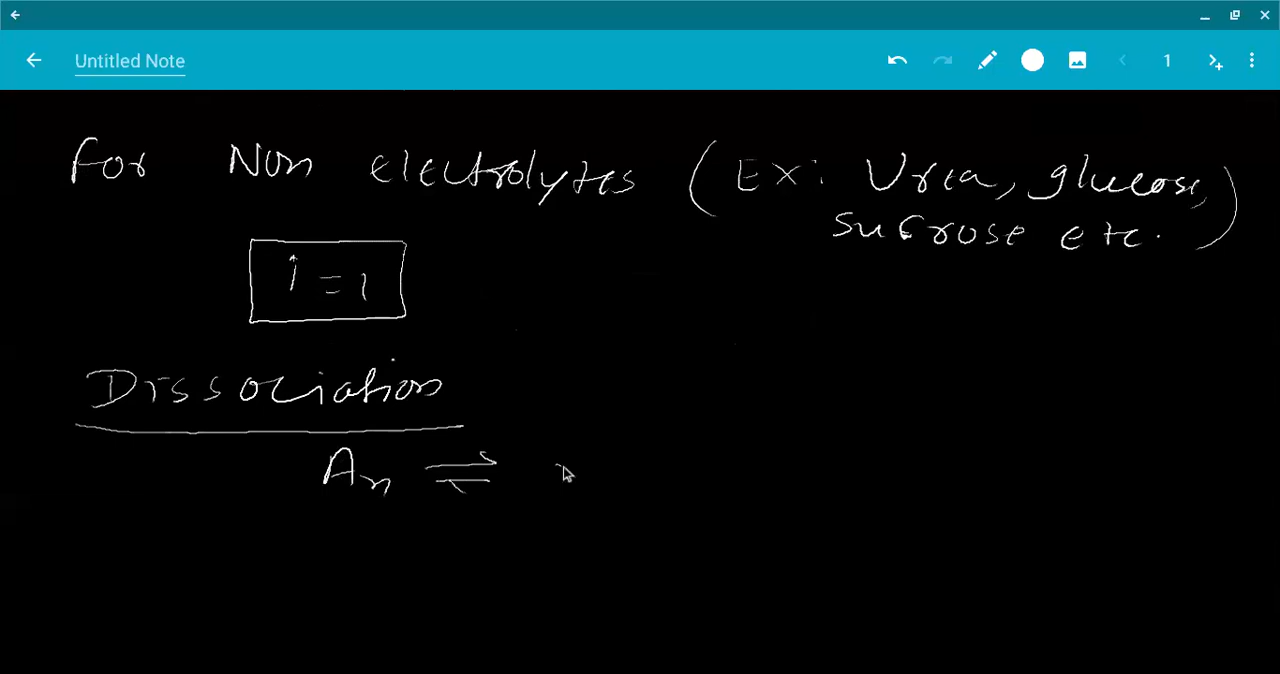 Untitled Note
1
For Non electrolytes (Ex: Urea, glucose,
sucrose etc.)
i = 1
Dissociation
An ⇌